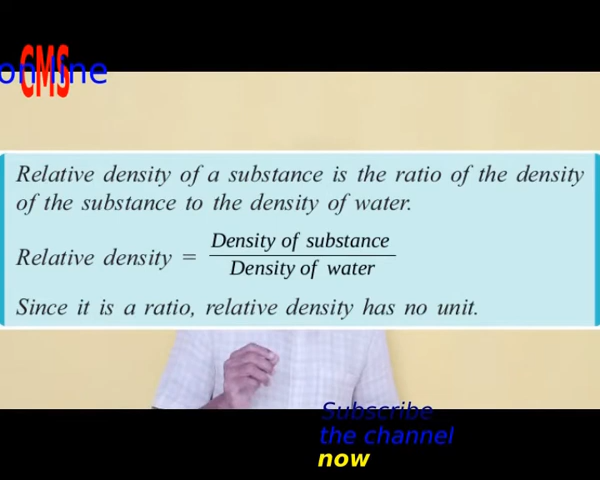 CMS
on line
Relative density of a substance is the ratio of the density
of the substance to the density of water.
Relative density = Density of substance
Density of water
Since it is a ratio, relative density has no unit.
Subscribe
the channel
now